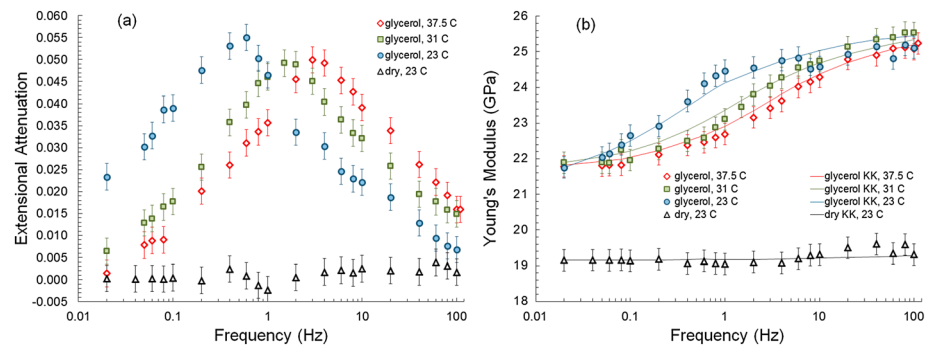 (a)
glycerol, 37.5 C
glycerol, 31 C
glycerol, 23 C
dry, 23 C
Extensional Attenuation
0.060
0.055
0.050
0.045
0.040
0.035
0.030
0.025
0.020
0.015
0.010
0.005
0.000
-0.005
0.01
0.1
1
10
100
Frequency (Hz)
(b)
Young's Modulus (GPa)
26
25
24
23
22
21
20
19
18
glycerol, 37.5 C
glycerol, 31 C
glycerol, 23 C
dry, 23 C
glycerol KK, 37.5 C
glycerol KK, 31 C
glycerol KK, 23 C
dry KK, 23 C
0.01
0.1
1
10
100
Frequency (Hz)